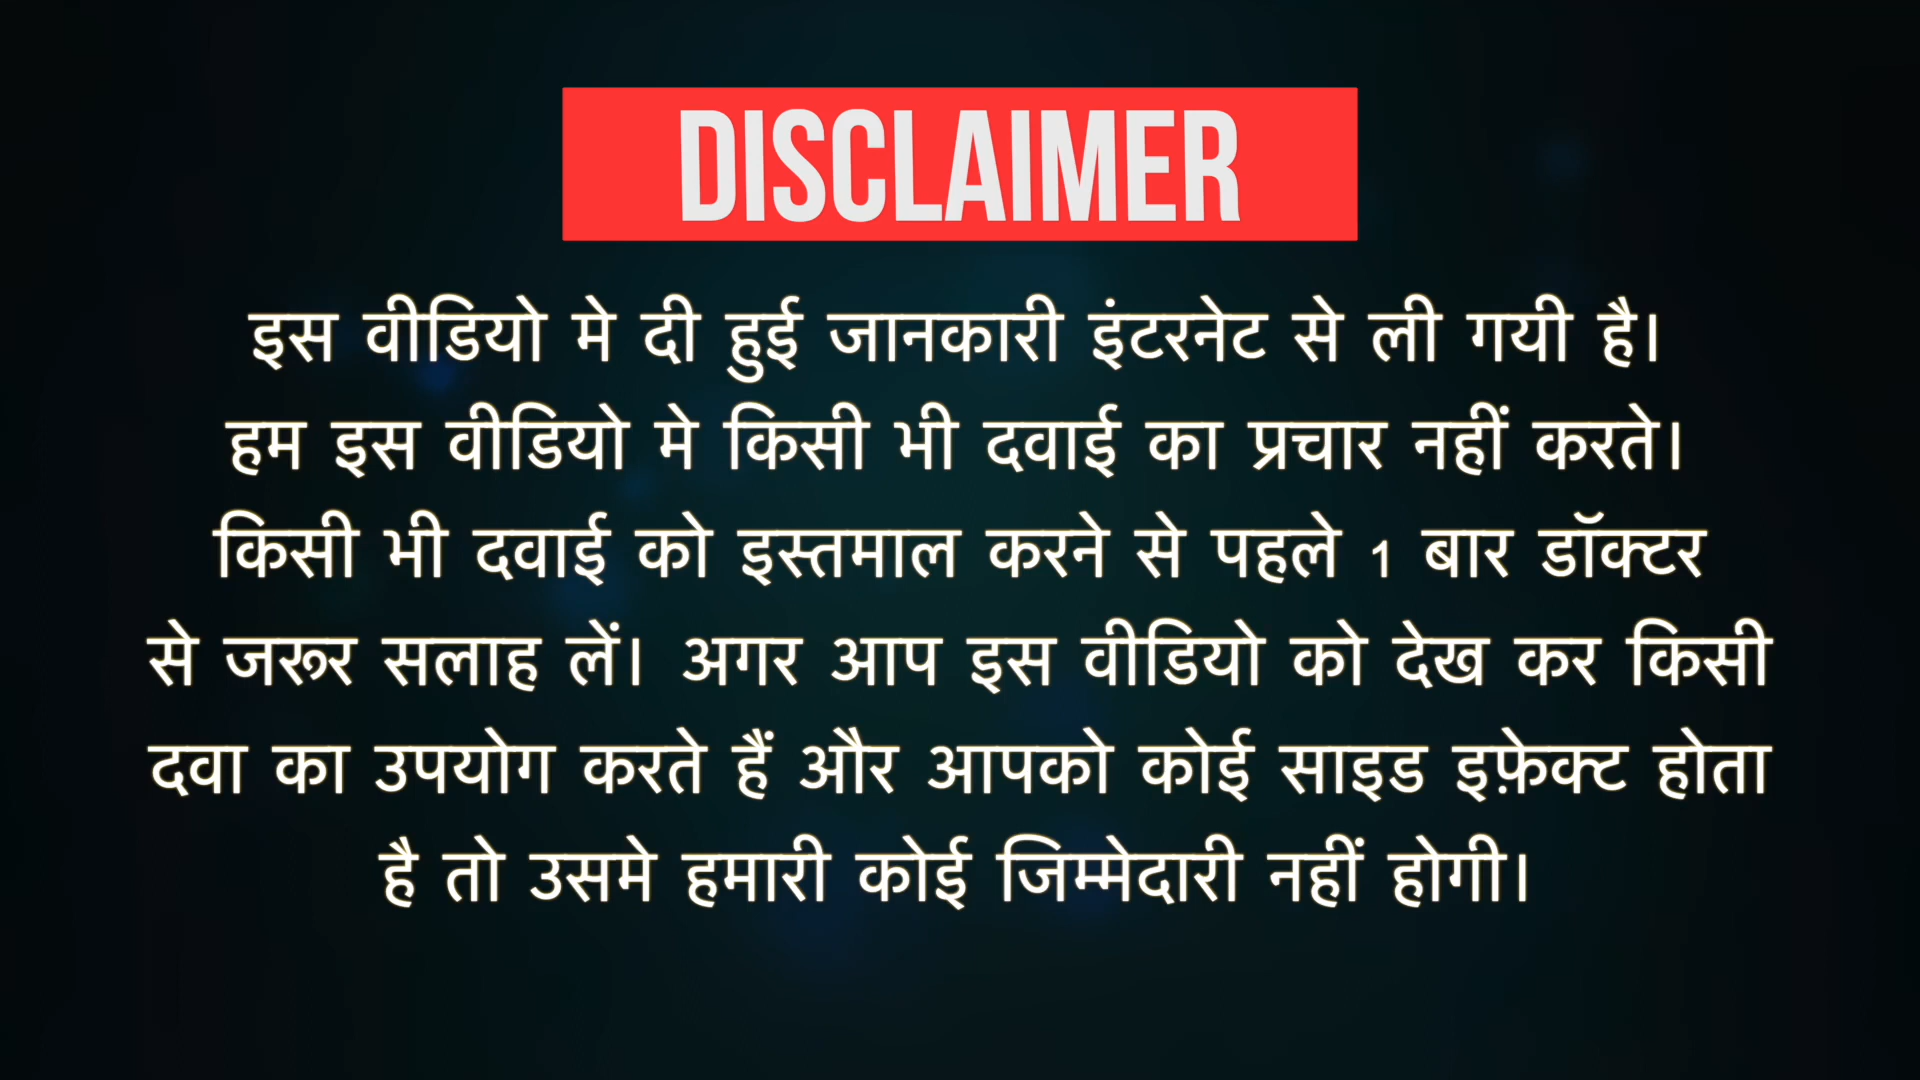 DISCLAIMER
इस वीडियो मे दी हुई जानकारी इंटरनेट से ली गयी है।
हम इस वीडियो मे किसी भी दवाई का प्रचार नहीं करते।
किसी भी दवाई को इस्तमाल करने से पहले 1 बार डॉक्टर
से जरूर सलाह लें। अगर आप इस वीडियो को देख कर किसी
दवा का उपयोग करते हैं और आपको कोई साइड इफ़ेक्ट होता
है तो उसमे हमारी कोई जिम्मेदारी नहीं होगी।